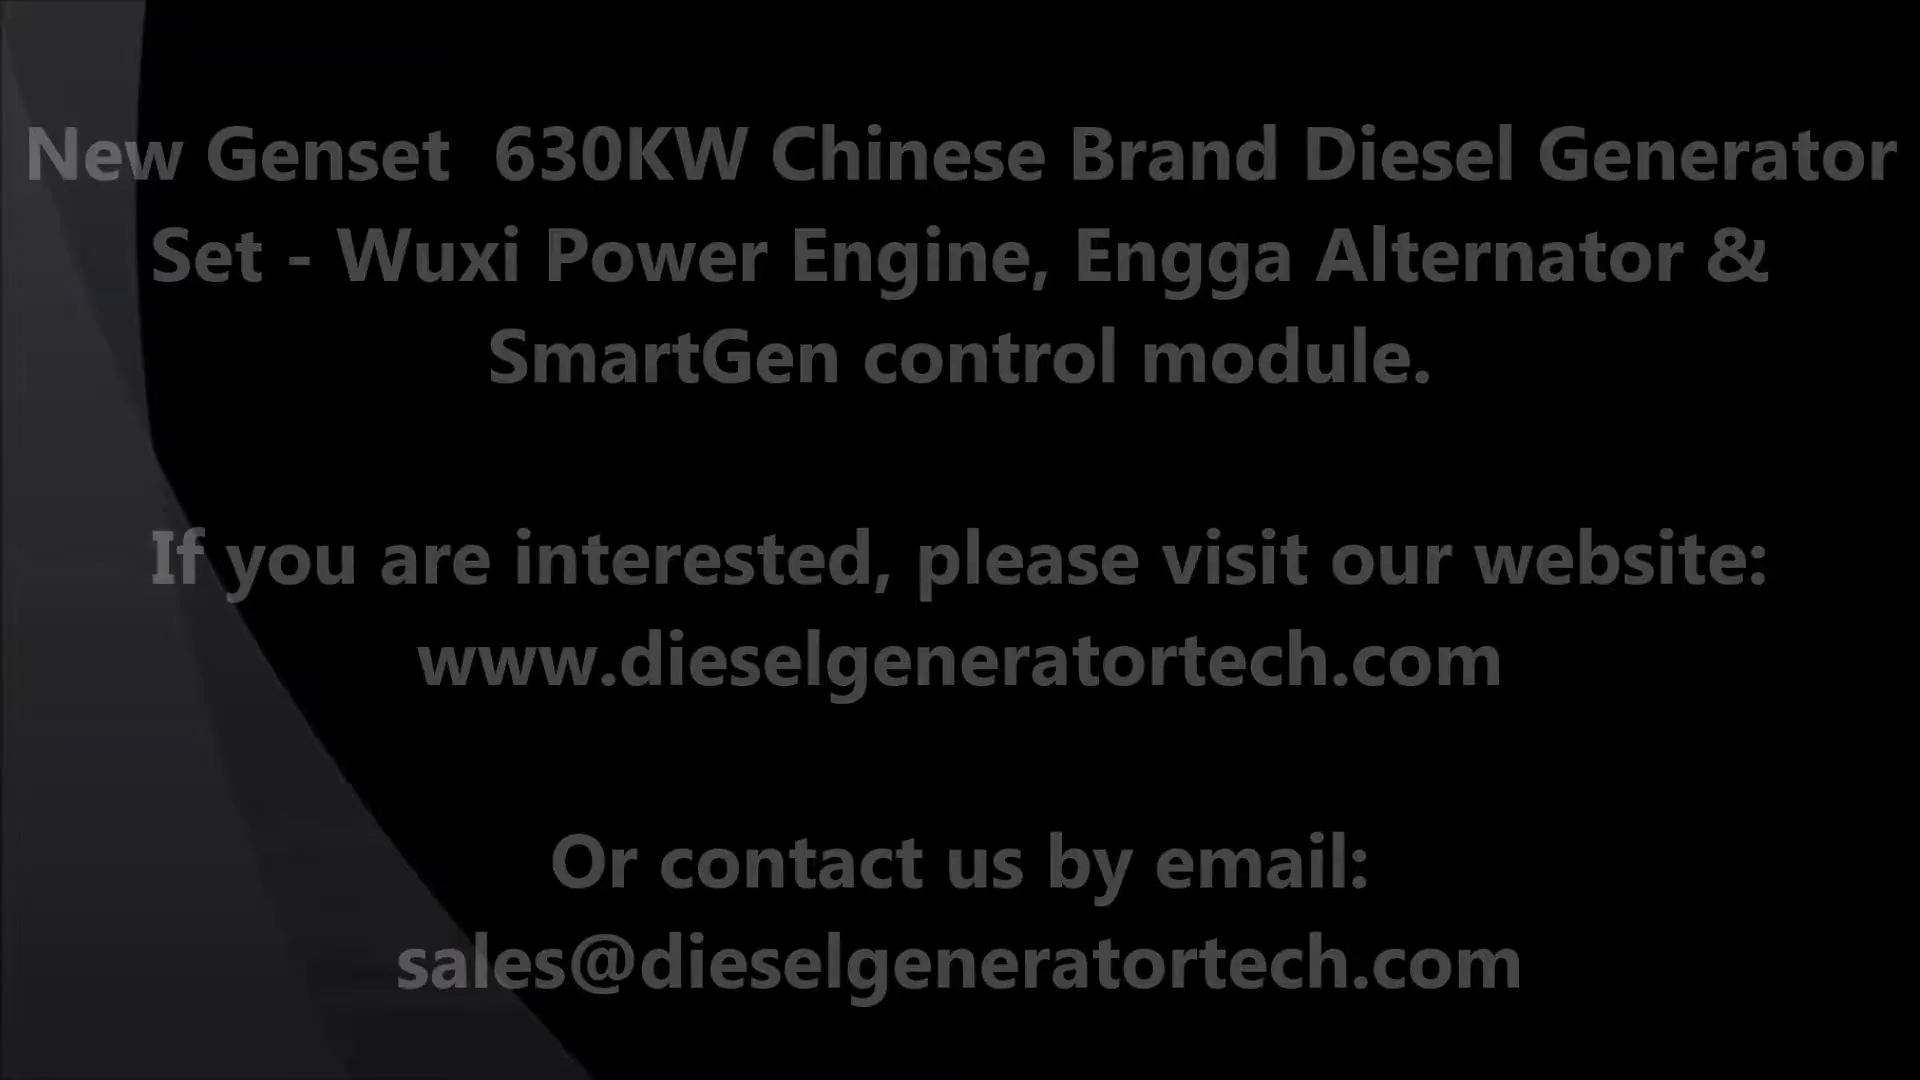 New Genset  630KW Chinese Brand Diesel Generator
Set - Wuxi Power Engine, Engga Alternator &
SmartGen control module.
If you are interested, please visit our website:
www.dieselgeneratortech.com
Or contact us by email:
sales@dieselgeneratortech.com